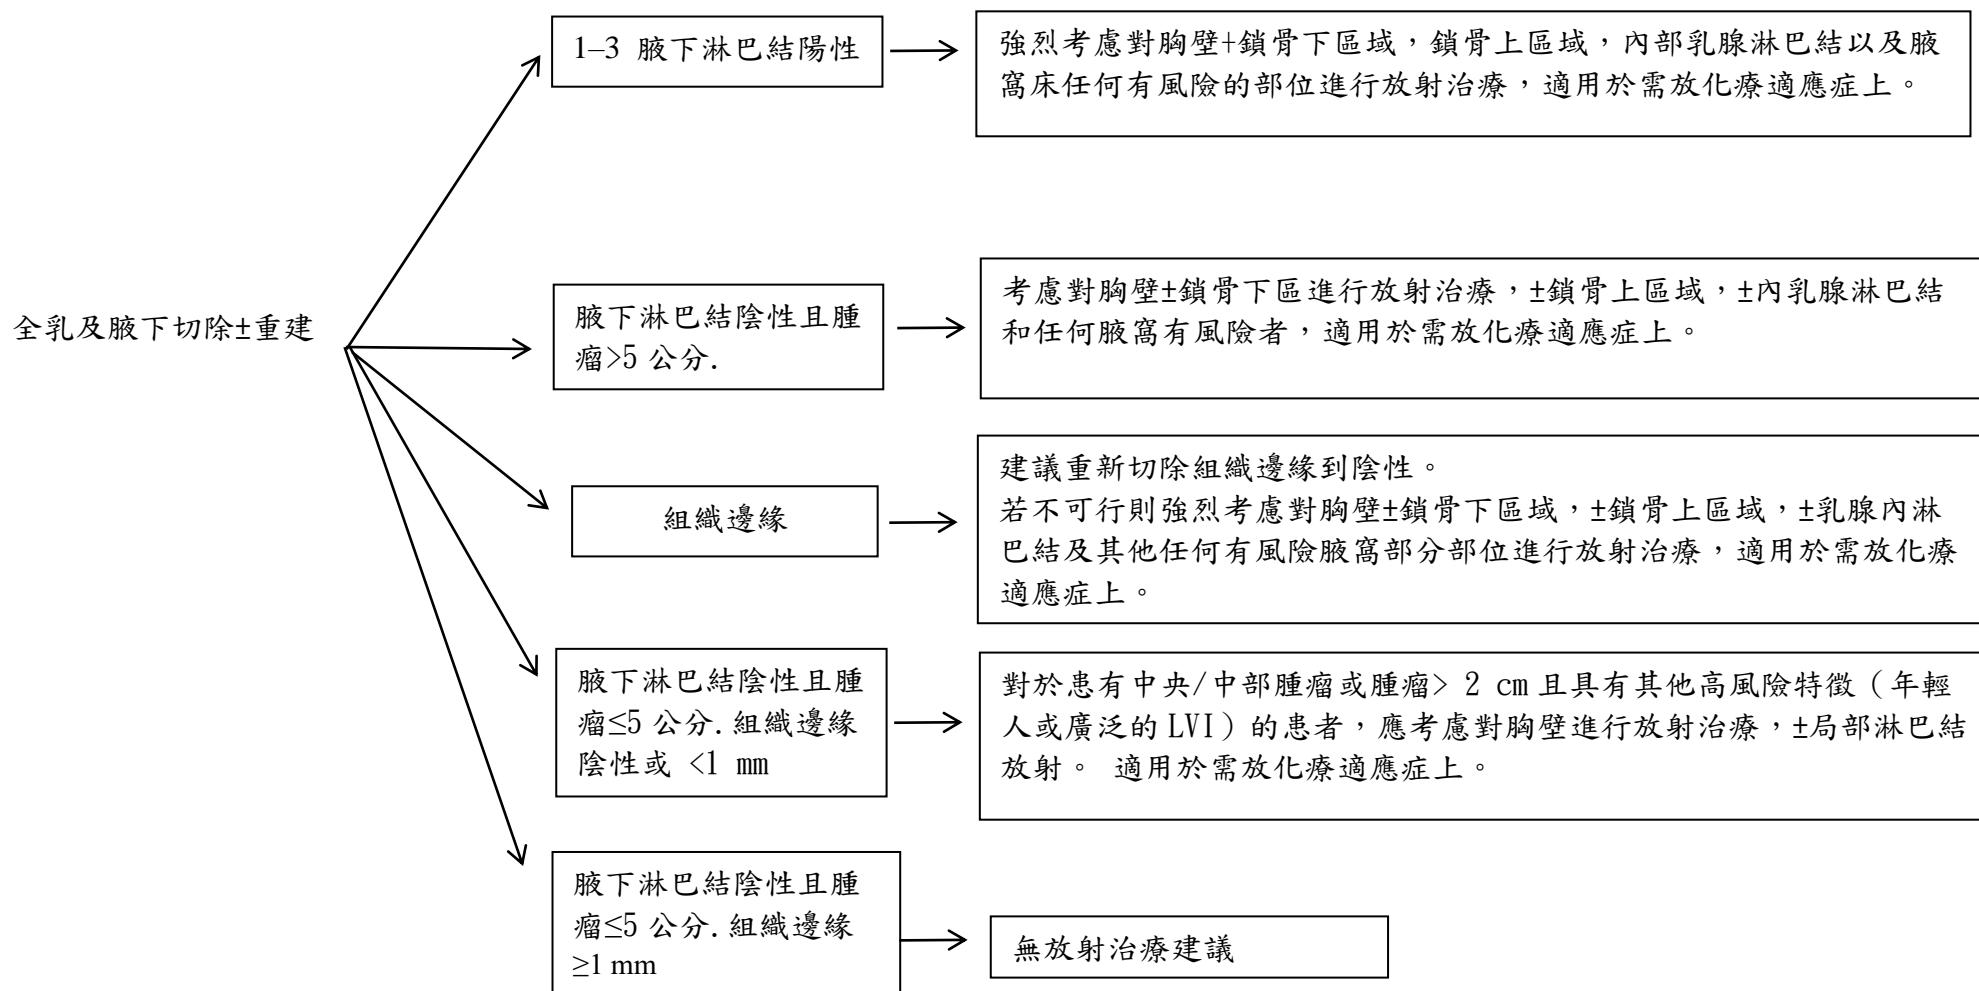 1–3 腋下淋巴結陽性
強烈考慮對胸壁+鎖骨下區域，鎖骨上區域，內部乳腺淋巴結以及腋
窩床任何有風險的部位進行放射治療，適用於需放化療適應症上。
全乳及腋下切除±重建
腋下淋巴結陰性且腫
瘤>5 公分.
考慮對胸壁±鎖骨下區進行放射治療，±鎖骨上區域，±內乳腺淋巴結
和任何腋窩有風險者，適用於需放化療適應症上。
組織邊緣
建議重新切除組織邊緣到陰性。
若不可行則強烈考慮對胸壁±鎖骨下區域，±鎖骨上區域，±乳腺內淋
巴結及其他任何有風險腋窩部分部位進行放射治療，適用於需放化療
適應症上。
腋下淋巴結陰性且腫
瘤≤5 公分.組織邊緣
陰性或 <1 mm
對於患有中央/中部腫瘤或腫瘤> 2 cm 且具有其他高風險特徵（年輕
人或廣泛的 LVI）的患者，應考慮對胸壁進行放射治療，±局部淋巴結
放射。 適用於需放化療適應症上。
腋下淋巴結陰性且腫
瘤≤5 公分.組織邊緣
≥1 mm
無放射治療建議